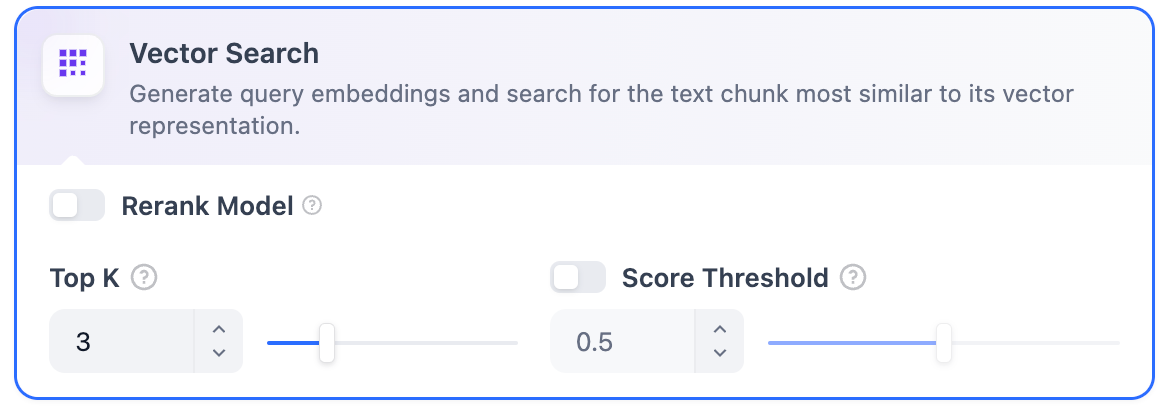 Vector Search
Generate query embeddings and search for the text chunk most similar to its vector
representation.
Rerank Model ?
Top K ?
3
Score Threshold ?
0.5